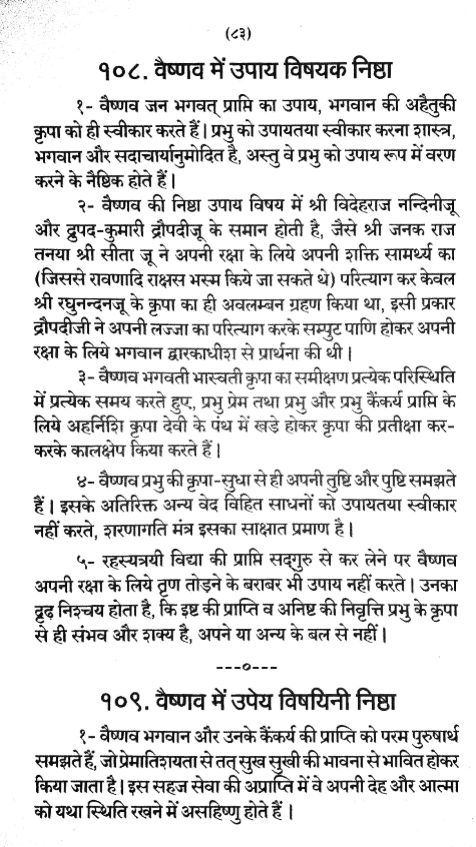 (८३)
१०८. वैष्णव में उपाय विषयक निष्ठा
१- वैष्णव जन भगवत् प्राप्ति का उपाय, भगवान की अहैतुकी
कृपा को ही स्वीकार करते हैं। प्रभु को उपायतया स्वीकार करना शास्त्र,
भगवान और सदाचार्यानुमोदित है, अस्तु वे प्रभु को उपाय रूप में वरण
करने के नैष्ठिक होते हैं।
२- वैष्णव की निष्ठा उपाय विषय में श्री विदेहराज नन्दिनीजू
और द्रुपद-कुमारी द्रौपदीजू के समान होती है, जैसे श्री जनक राज
तनया श्री सीता जू ने अपनी रक्षा के लिये अपनी शक्ति सामर्थ्य का
(जिससे रावणादि राक्षस भस्म किये जा सकते थे) परित्याग कर केवल
श्री रघुनन्दनजू के कृपा का ही अवलम्बन ग्रहण किया था, इसी प्रकार
द्रौपदीजी ने अपनी लज्जा का परित्याग करके सम्पुट पाणि होकर अपनी
रक्षा के लिये भगवान द्वारकाधीश से प्रार्थना की थी।
३- वैष्णव भगवती भास्वती कृपा का समीक्षण प्रत्येक परिस्थिति
में प्रत्येक समय करते हुए, प्रभु प्रेम तथा प्रभु और प्रभु कैंकर्य प्राप्ति के
लिये अहर्निशि कृपा देवी के पंथ में खड़े होकर कृपा की प्रतीक्षा कर-
करके कालक्षेप किया करते हैं।
४- वैष्णव प्रभु की कृपा-सुधा से ही अपनी तुष्टि और पुष्टि समझते
हैं। इसके अतिरिक्त अन्य वेद विहित साधनों को उपायतया स्वीकार
नहीं करते, शरणागति मंत्र इसका साक्षात प्रमाण है।
५- रहस्यत्रयी विद्या की प्राप्ति सद्गुरु से कर लेने पर वैष्णव
अपनी रक्षा के लिये तृण तोड़ने के बराबर भी उपाय नहीं करते। उनका
दृढ़ निश्चय होता है, कि इष्ट की प्राप्ति व अनिष्ट की निवृत्ति प्रभु के कृपा
से ही संभव और शक्य है, अपने या अन्य के बल से नहीं।
---०---
१०९. वैष्णव में उपेय विषयिनी निष्ठा
१- वैष्णव भगवान और उनके कैंकर्य की प्राप्ति को परम पुरुषार्थ
समझते हैं, जो प्रेमातिशयता से तत् सुख सुखी की भावना से भावित होकर
किया जाता है। इस सहज सेवा की अप्राप्ति में वे अपनी देह और आत्मा
को यथा स्थिति रखने में असहिष्णु होते हैं।